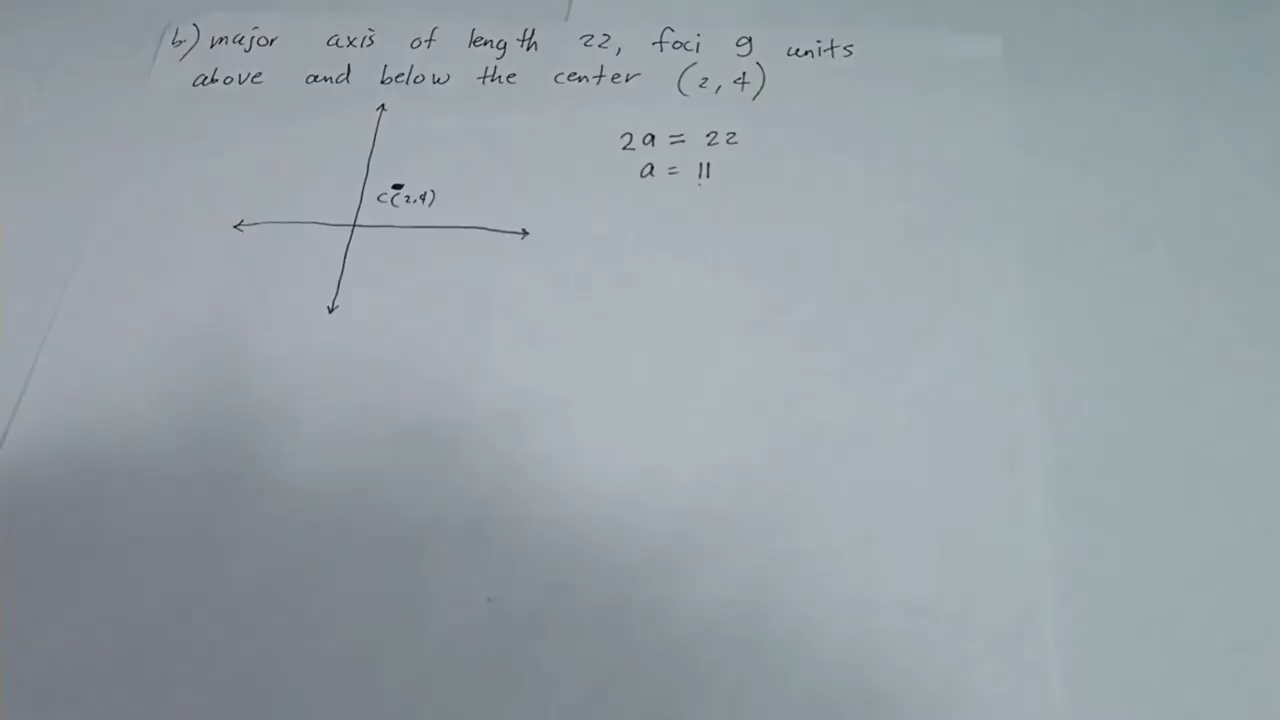 b) major axis of length 22, foci 9 units
above and below the center (2, 4)
2a = 22
a = 11
C(2,4)